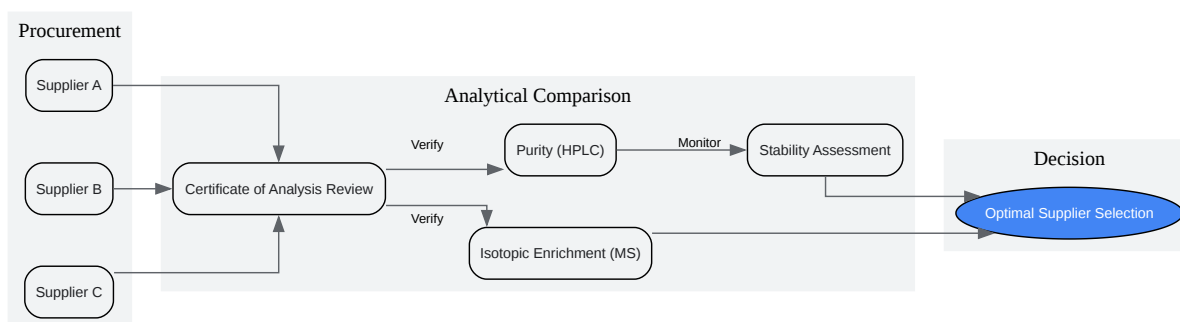 Procurement
Supplier A
Supplier B
Supplier C
Analytical Comparison
Certificate of Analysis Review
Verify
Verify
Purity (HPLC)
Isotopic Enrichment (MS)
Monitor
Stability Assessment
Decision
Optimal Supplier Selection